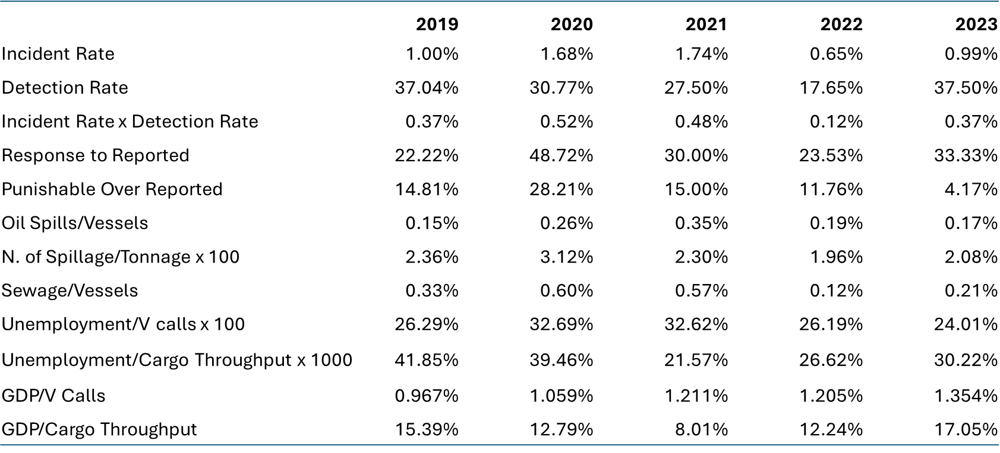 2019 2020 2021 2022 2023
Incident Rate 1.00% 1.68% 1.74% 0.65% 0.99%
Detection Rate 37.04% 30.77% 27.50% 17.65% 37.50%
Incident Rate x Detection Rate 0.37% 0.52% 0.48% 0.12% 0.37%
Response to Reported 22.22% 48.72% 30.00% 23.53% 33.33%
Punishable Over Reported 14.81% 28.21% 15.00% 11.76% 4.17%
Oil Spills/Vessels 0.15% 0.26% 0.35% 0.19% 0.17%
N. of Spillage/Tonnage x 100 2.36% 3.12% 2.30% 1.96% 2.08%
Sewage/Vessels 0.33% 0.60% 0.57% 0.12% 0.21%
Unemployment/V calls x 100 26.29% 32.69% 32.62% 26.19% 24.01%
Unemployment/Cargo Throughput x 1000 41.85% 39.46% 21.57% 26.62% 30.22%
GDP/V Calls 0.967% 1.059% 1.211% 1.205% 1.354%
GDP/Cargo Throughput 15.39% 12.79% 8.01% 12.24% 17.05%